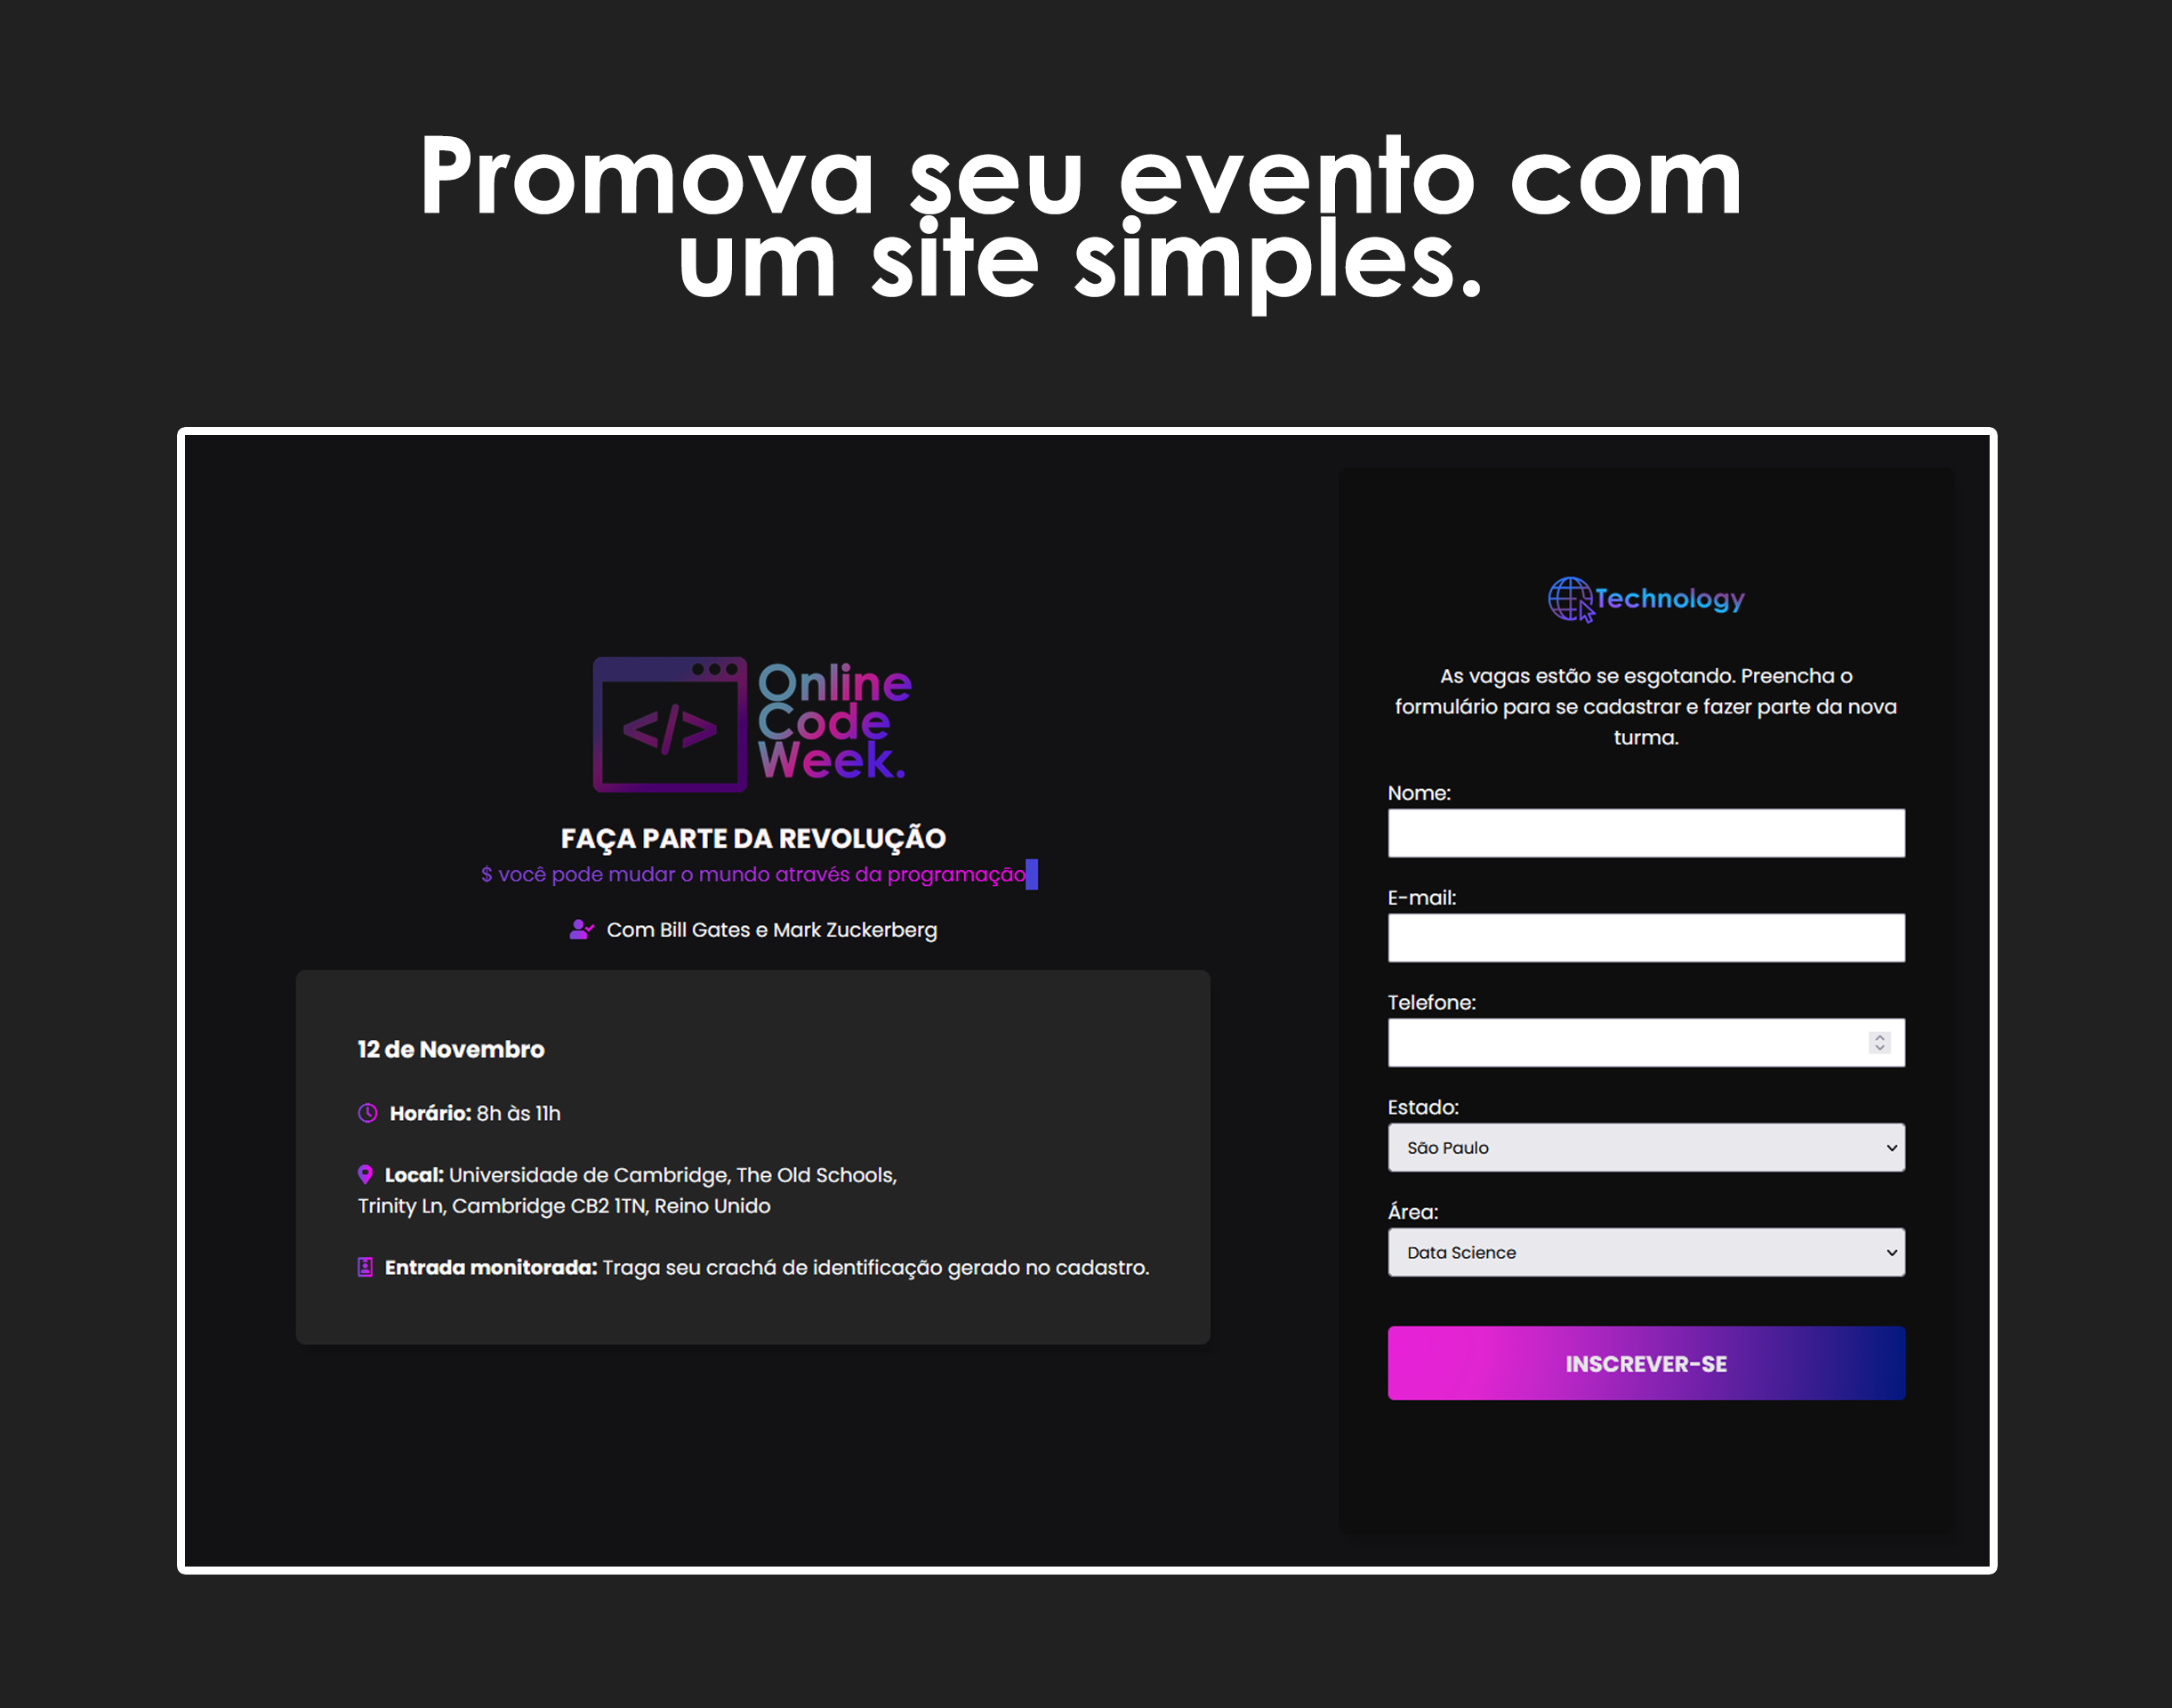 Promova seu evento com
um site simples.
</>
Online
Code
Week.
FAÇA PARTE DA REVOLUÇÃO
$ você pode mudar o mundo através da programação
Com Bill Gates e Mark Zuckerberg
12 de Novembro
Horário: 8h às 11h
Local: Universidade de Cambridge, The Old Schools,
Trinity Ln, Cambridge CB2 1TN, Reino Unido
Entrada monitorada: Traga seu crachá de identificação gerado no cadastro.
Technology
As vagas estão se esgotando. Preencha o
formulário para se cadastrar e fazer parte da nova
turma.
Nome:
E-mail:
Telefone:
Estado:
São Paulo
Área:
Data Science
INSCREVER-SE